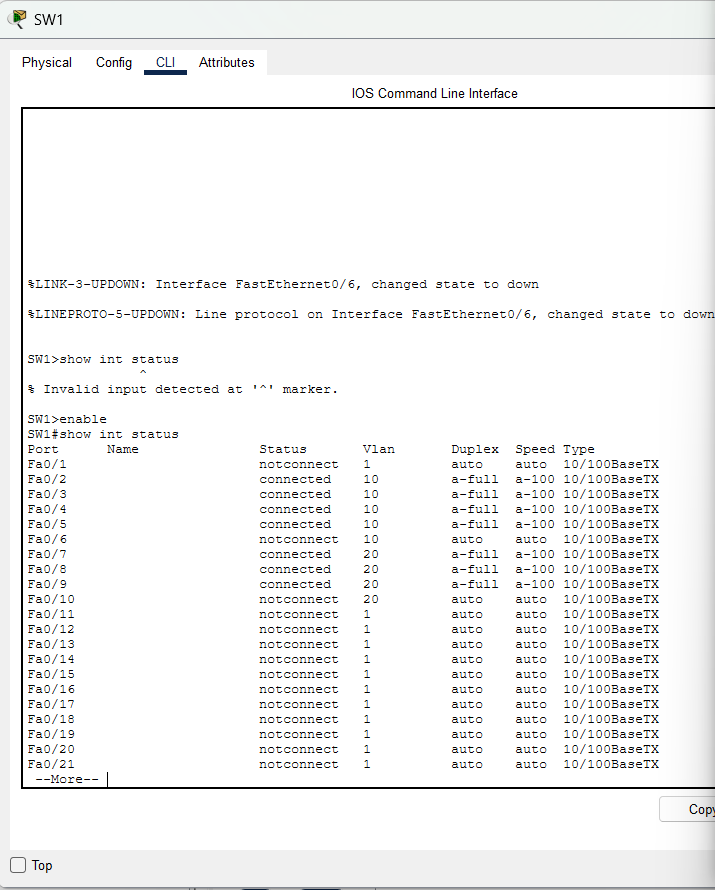 SW1
Physical Config CLI Attributes
IOS Command Line Interface
%LINK-3-UPDOWN: Interface FastEthernet0/6, changed state to down
%LINEPROTO-5-UPDOWN: Line protocol on Interface FastEthernet0/6, changed state to down
SW1>show int status
^
% Invalid input detected at '^' marker.
SW1>enable
SW1#show int status
Port Name Status Vlan Duplex Speed Type
Fa0/1 notconnect 1 auto auto 10/100BaseTX
Fa0/2 connected 10 a-full a-100 10/100BaseTX
Fa0/3 connected 10 a-full a-100 10/100BaseTX
Fa0/4 connected 10 a-full a-100 10/100BaseTX
Fa0/5 connected 10 a-full a-100 10/100BaseTX
Fa0/6 notconnect 10 auto auto 10/100BaseTX
Fa0/7 connected 20 a-full a-100 10/100BaseTX
Fa0/8 connected 20 a-full a-100 10/100BaseTX
Fa0/9 connected 20 a-full a-100 10/100BaseTX
Fa0/10 notconnect 20 auto auto 10/100BaseTX
Fa0/11 notconnect 1 auto auto 10/100BaseTX
Fa0/12 notconnect 1 auto auto 10/100BaseTX
Fa0/13 notconnect 1 auto auto 10/100BaseTX
Fa0/14 notconnect 1 auto auto 10/100BaseTX
Fa0/15 notconnect 1 auto auto 10/100BaseTX
Fa0/16 notconnect 1 auto auto 10/100BaseTX
Fa0/17 notconnect 1 auto auto 10/100BaseTX
Fa0/18 notconnect 1 auto auto 10/100BaseTX
Fa0/19 notconnect 1 auto auto 10/100BaseTX
Fa0/20 notconnect 1 auto auto 10/100BaseTX
Fa0/21 notconnect 1 auto auto 10/100BaseTX
--More--
Copy
Top